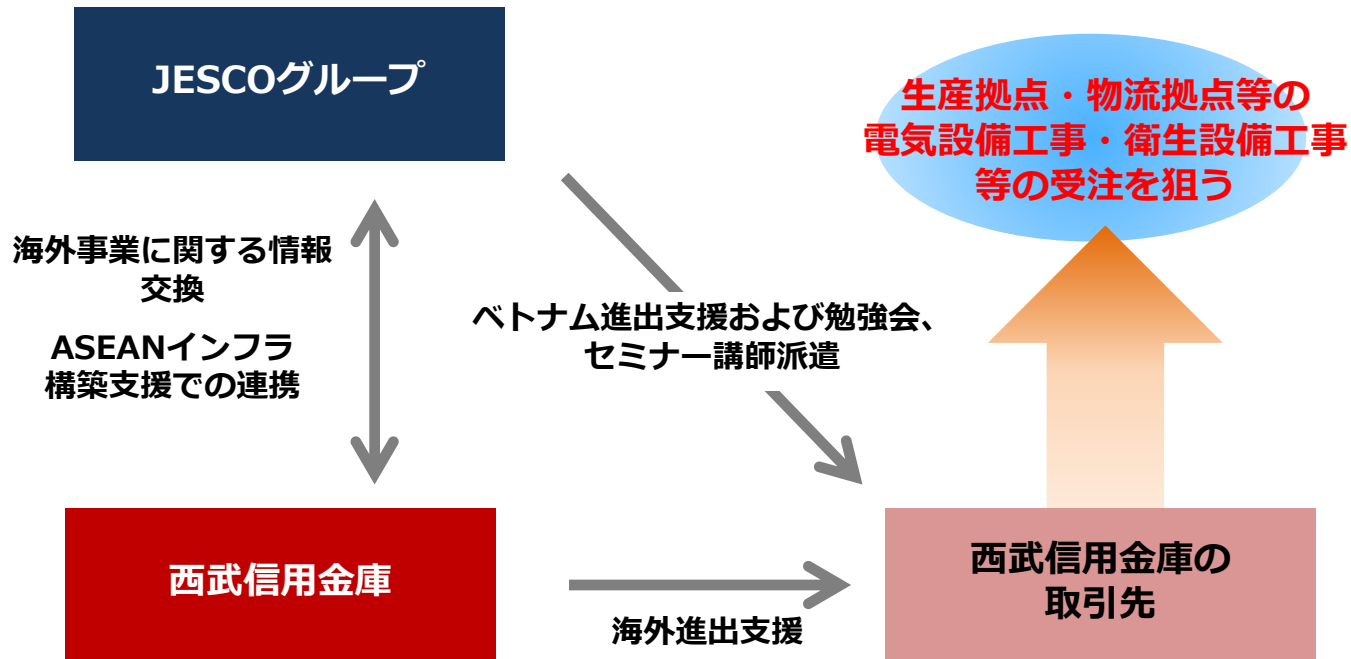 JESCOグループ
生産拠点・物流拠点等の
電気設備工事・衛生設備工事
等の受注を狙う
海外事業に関する情報
交換
ASEANインフラ
構築支援での連携
ベトナム進出支援および勉強会、
セミナー講師派遣
西武信用金庫
海外進出支援
西武信用金庫の
取引先